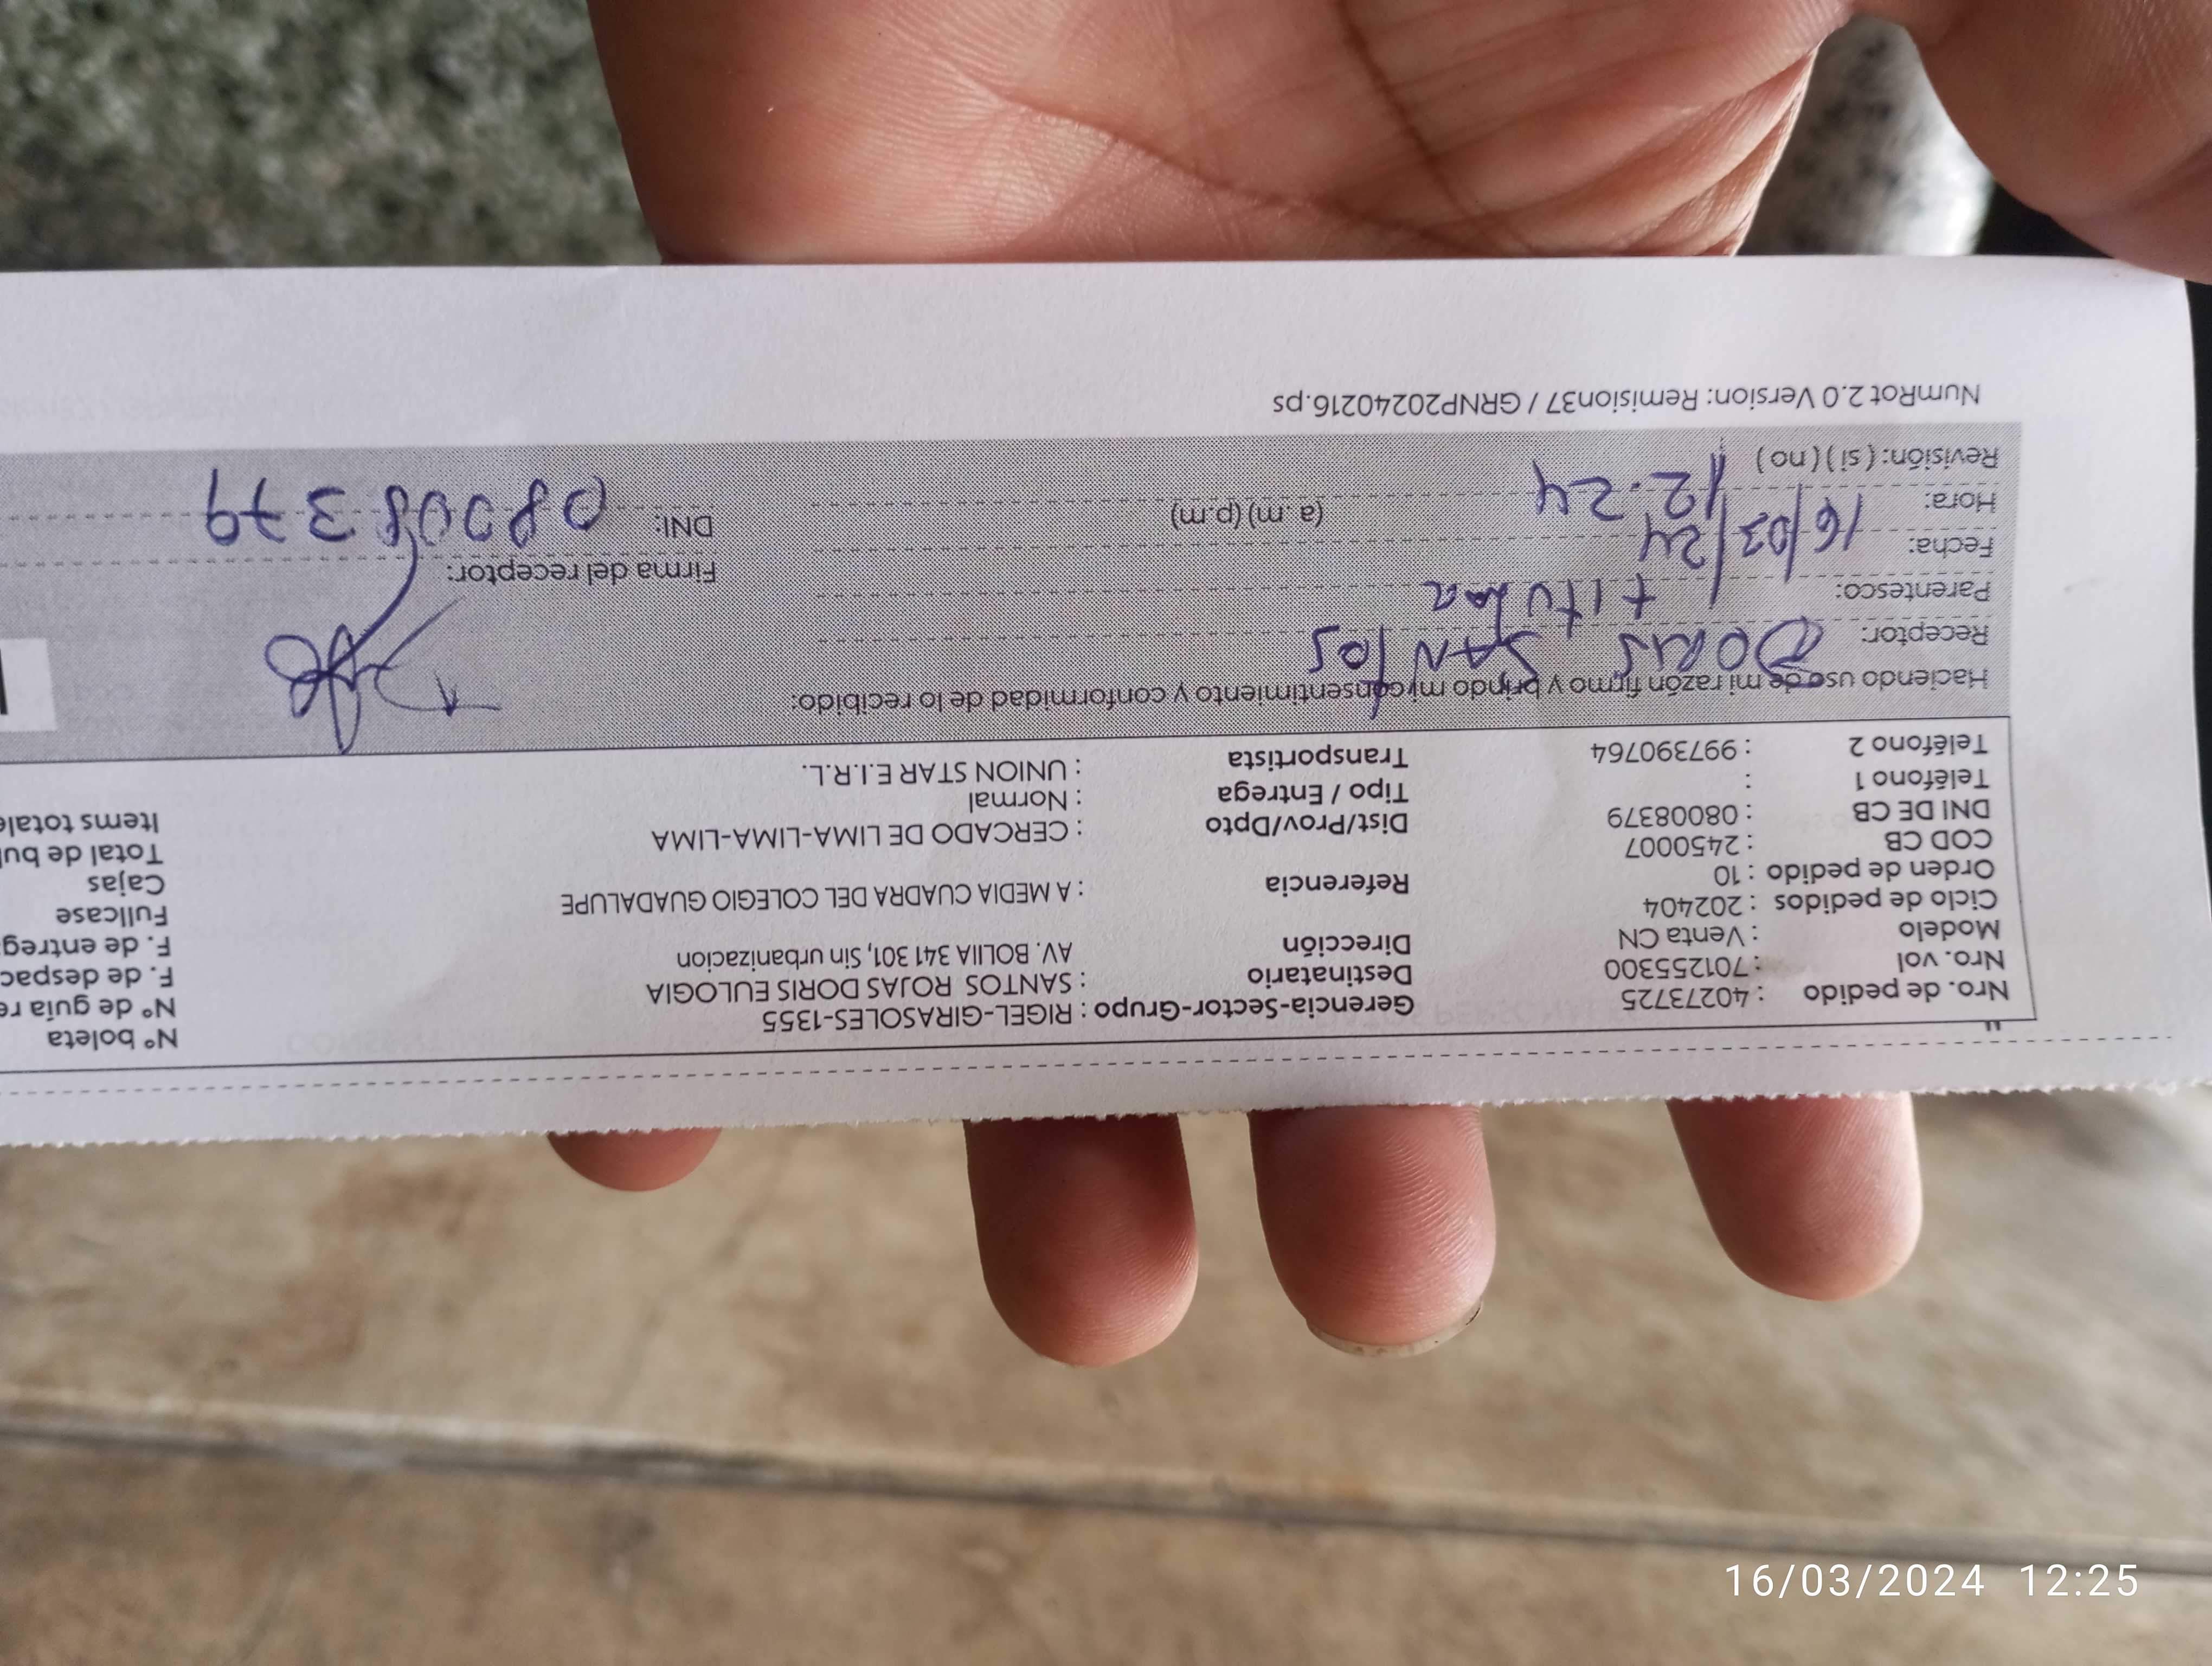 Nro. de pedido : 40273725 Gerencia-Sector-Grupo : RIGEL-GIRASOLES-1355 N° boleta
Nro. vol : 701255300 Destinatario : SANTOS ROJAS DORIS EULOGIA N° de guía re
Modelo : Venta CN Dirección AV. BOLIIA 341 301, Sin urbanizacion F. de despac
Ciclo de pedidos : 202404 F. de entreg
Orden de pedido : 10 Referencia : A MEDIA CUADRA DEL COLEGIO GUADALUPE Fullcase
COD CB : 2450007 Cajas
DNI DE CB : 08008379 Dist/Prov/Dpto : CERCADO DE LIMA-LIMA-LIMA Total de bul
Teléfono 1 : Tipo / Entrega : Normal Items totale
Teléfono 2 : 997390764 Transportista : UNION STAR E.I.R.L.
Haciendo uso de mi razón firmo y brindo mi consentimiento y conformidad de lo recibido:
Receptor: DORIS SANTOS
Parentesco: titular
Firma del receptor:
Fecha: 16/03/24
DNI: 08008379
Hora: 12.24 (a.m) (p.m)
Revisión: ( si ) ( no )
NumRot 2.0 Version: Remision37 / GRNP20240216.ps
16/03/2024 12:25